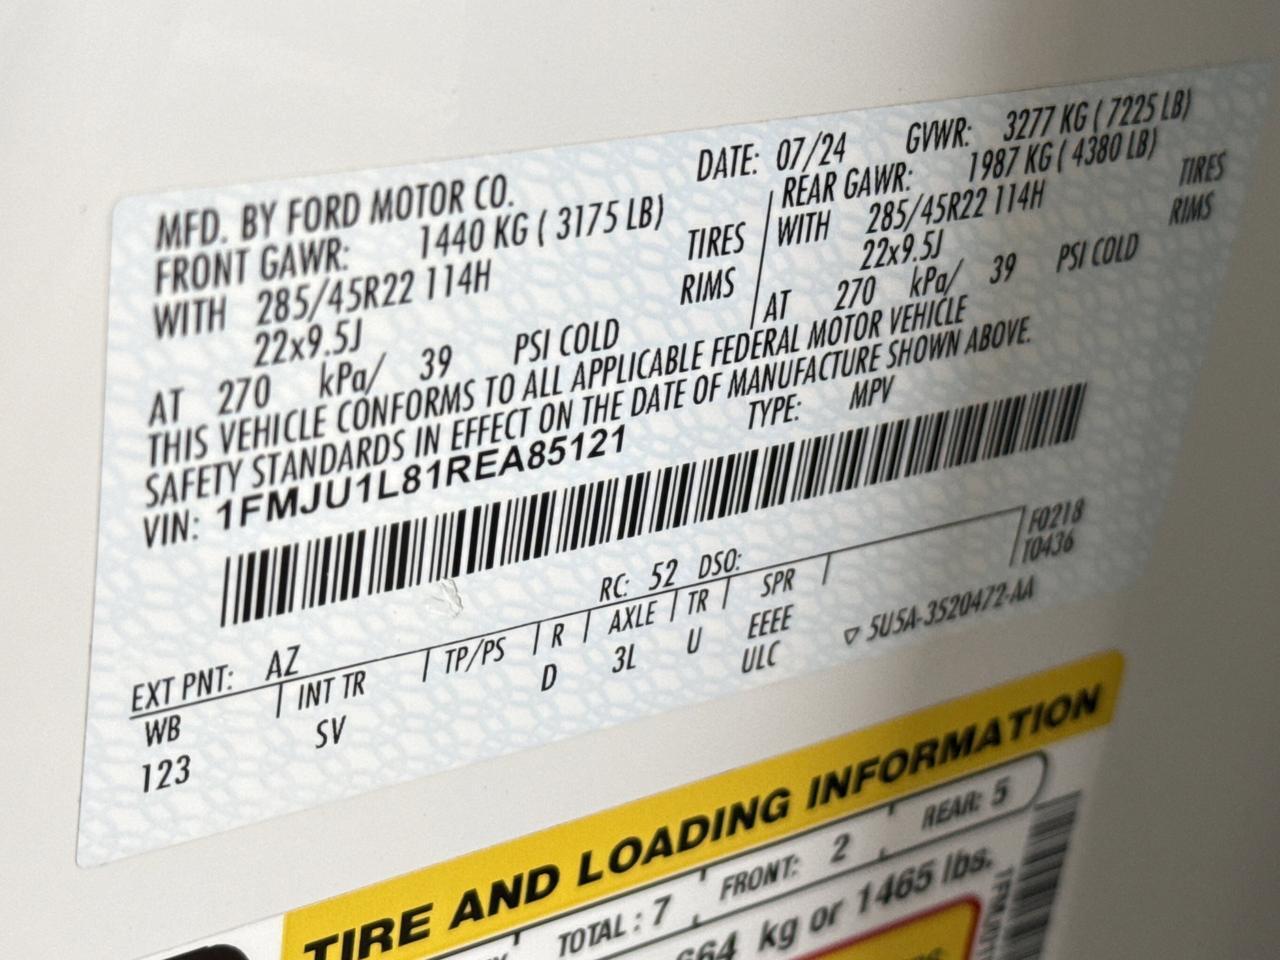 MFD. BY FORD MOTOR CO. DATE: 07/24 GVWR: 3277 KG ( 7225 LB)
FRONT GAWR: 1440 KG ( 3175 LB) REAR GAWR: 1987 KG ( 4380 LB)
WITH 285/45R22 114H TIRES WITH 285/45R22 114H TIRES
22x9.5J RIMS 22x9.5J RIMS
AT 270 kPa/ 39 PSI COLD AT 270 kPa/ 39 PSI COLD
THIS VEHICLE CONFORMS TO ALL APPLICABLE FEDERAL MOTOR VEHICLE
SAFETY STANDARDS IN EFFECT ON THE DATE OF MANUFACTURE SHOWN ABOVE.
VIN: 1FMJU1L81REA85121 TYPE: MPV
F0218
T0436
EXT PNT: AZ RC: 52 DSO:
WB INT TR TP/PS R AXLE TR SPR
123 SV D 3L U EEEE
ULC
▽ 5U5A-3520472-AA
TIRE AND LOADING INFORMATION
TOTAL : 7 FRONT: 2 REAR: 5
664 kg or 1465 lbs.